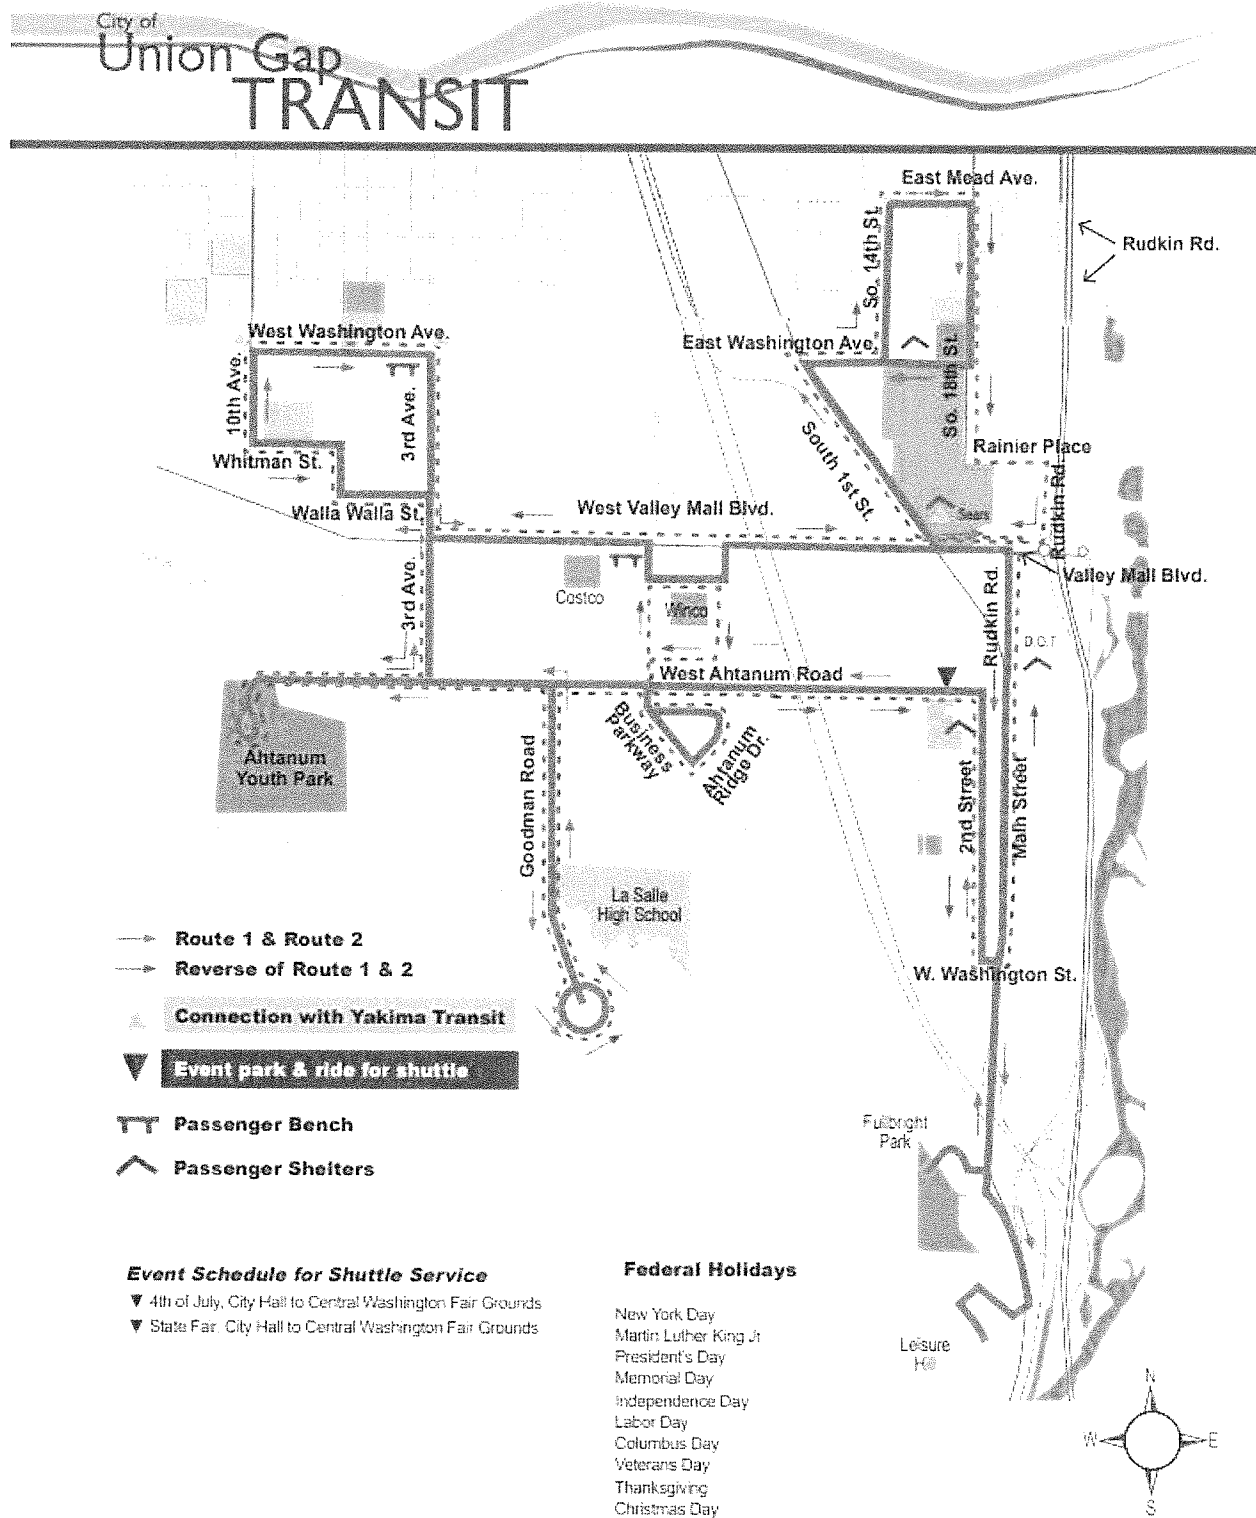 City of
Union Gap
TRANSIT
East Mead Ave.
So. 14th St.
Rudkin Rd.
West Washington Ave.
East Washington Ave.
10th Ave.
3rd Ave.
So. 18th St.
South 1st St.
Rainier Place
Whitman St.
Walla Walla St.
West Valley Mall Blvd.
Sears
Rudkin Rd.
Valley Mall Blvd.
3rd Ave.
Costco
Winco
Rudkin Rd.
D.O.T
West Ahtanum Road
Business
Parkway
Ahtanum
Ridge Dr.
Ahtanum
Youth Park
Goodman Road
2nd Street
Main Street
La Salle
High School
W. Washington St.
Route 1 & Route 2
Reverse of Route 1 & 2
Connection with Yakima Transit
Event park & ride for shuttle
Passenger Bench
Passenger Shelters
Fullbright
Park
Leisure
Hill
Event Schedule for Shuttle Service
4th of July, City Hall to Central Washington Fair Grounds
State Fair, City Hall to Central Washington Fair Grounds
Federal Holidays
New York Day
Martin Luther King Jr
President's Day
Memorial Day
Independence Day
Labor Day
Columbus Day
Veterans Day
Thanksgiving
Christmas Day
N
W
E
S